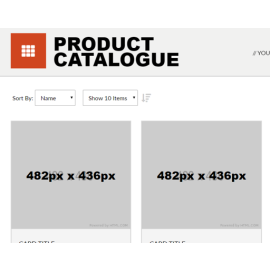 PRODUCT
CATALOGUE
// YOU
Sort By: Name Show 10 Items
482px x 436px 482px x 436px
CARD TITLE CARD TITLE